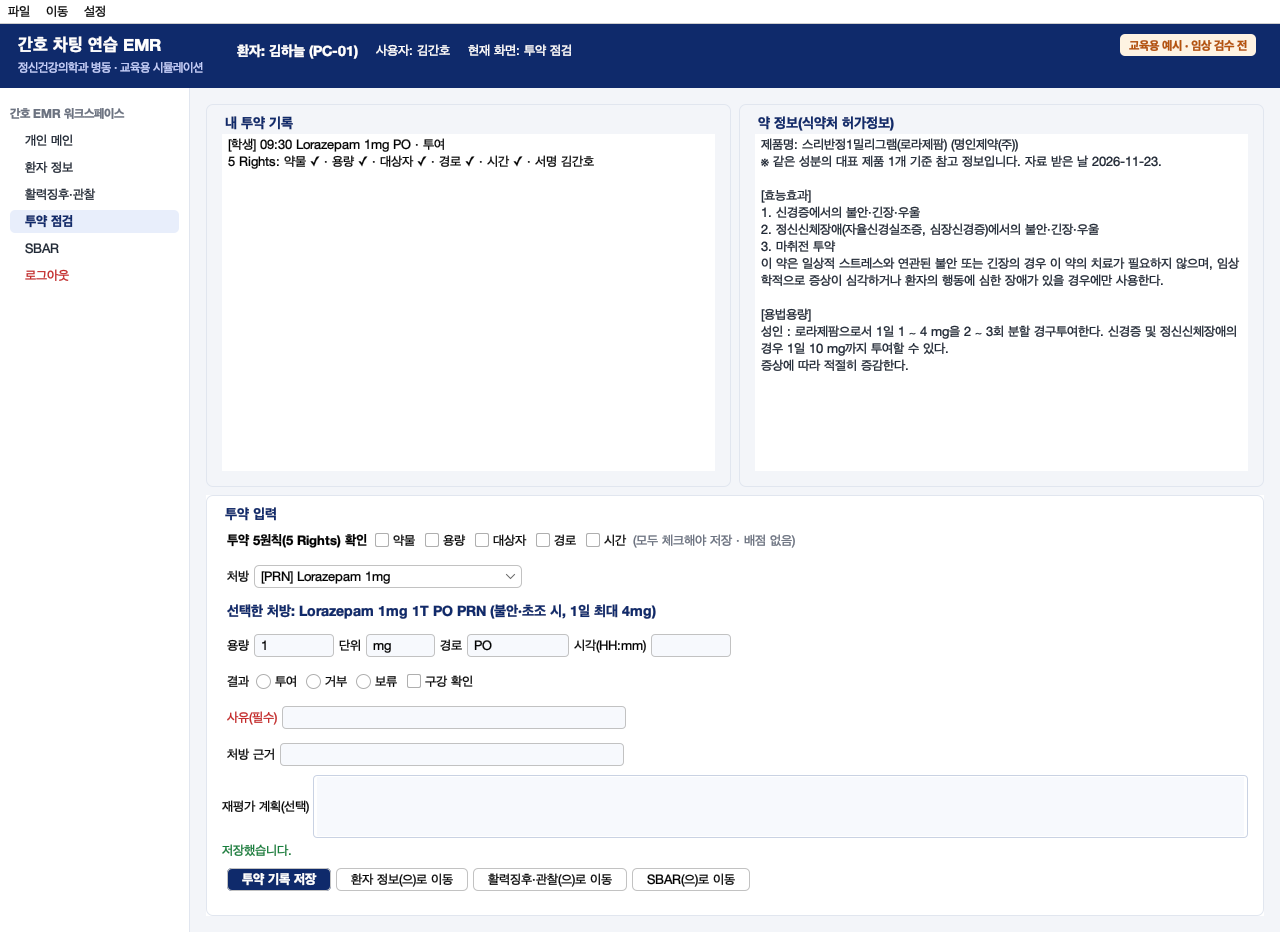 파일 이동 설정
간호 차팅 연습 EMR
정신건강의학과 병동 · 교육용 시뮬레이션
환자: 김하늘 (PC-01) 사용자: 김간호 현재 화면: 투약 점검
교육용 예시 · 임상 검수 전
간호 EMR 워크스페이스
개인 메인
환자 정보
활력징후·관찰
투약 점검
SBAR
로그아웃
내 투약 기록
[학생] 09:30 Lorazepam 1mg PO · 투여
5 Rights: 약물 ✓ · 용량 ✓ · 대상자 ✓ · 경로 ✓ · 시간 ✓ · 서명 김간호
약 정보(식약처 허가정보)
제품명: 스리반정1밀리그램(로라제팜) (명인제약(주))
※ 같은 성분의 대표 제품 1개 기준 참고 정보입니다. 자료 받은 날 2026-11-23.
[효능효과]
1. 신경증에서의 불안·긴장·우울
2. 정신신체장애(자율신경실조증, 심장신경증)에서의 불안·긴장·우울
3. 마취전 투약
이 약은 일상적 스트레스와 연관된 불안 또는 긴장의 경우 이 약의 치료가 필요하지 않으며, 임상
학적으로 증상이 심각하거나 환자의 행동에 심한 장애가 있을 경우에만 사용한다.
[용법용량]
성인 : 로라제팜으로서 1일 1 ~ 4 mg을 2 ~ 3회 분할 경구투여한다. 신경증 및 정신신체장애의
경우 1일 10 mg까지 투여할 수 있다.
증상에 따라 적절히 증감한다.
투약 입력
투약 5원칙(5 Rights) 확인 약물 용량 대상자 경로 시간 (모두 체크해야 저장 · 배점 없음)
처방 [PRN] Lorazepam 1mg
선택한 처방: Lorazepam 1mg 1T PO PRN (불안·초조 시, 1일 최대 4mg)
용량 1 단위 mg 경로 PO 시각(HH:mm)
결과 투여 거부 보류 구강 확인
사유(필수)
처방 근거
재평가 계획(선택)
저장했습니다.
투약 기록 저장 환자 정보(으)로 이동 활력징후·관찰(으)로 이동 SBAR(으)로 이동